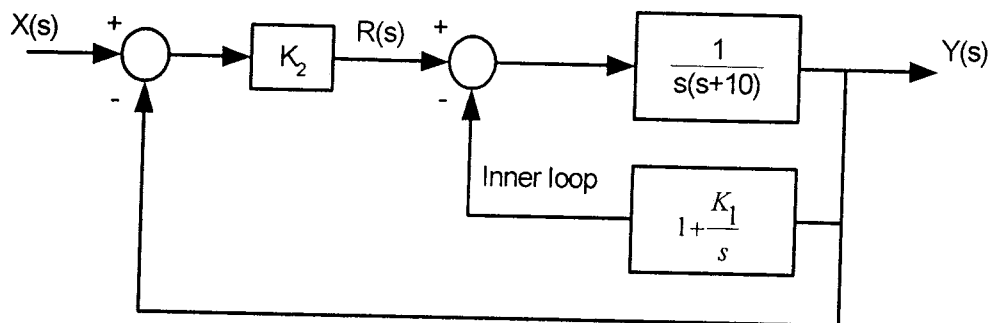 X(s)
+
-
K₂
R(s)
+
-
1
s(s+10)
Y(s)
Inner loop
1+K₁/s